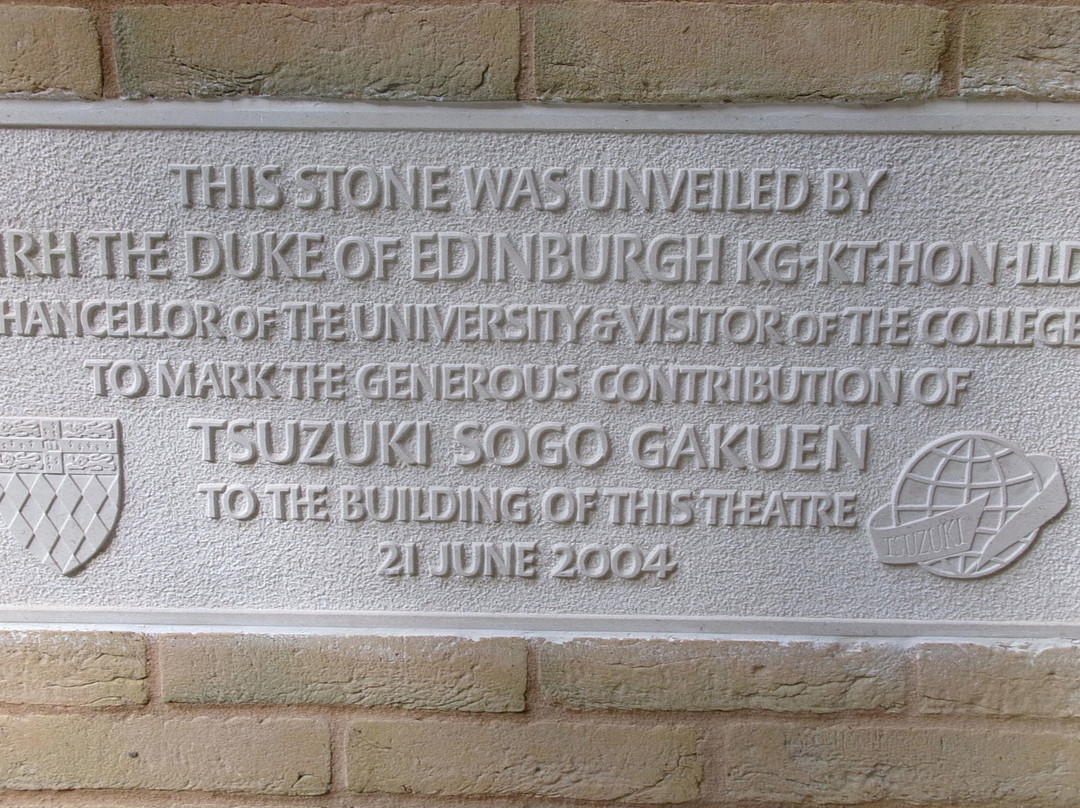 THIS STONE WAS UNVEILED BY
HRH THE DUKE OF EDINBURGH KG·KT·HON·LLD
CHANCELLOR OF THE UNIVERSITY & VISITOR OF THE COLLEGE
TO MARK THE GENEROUS CONTRIBUTION OF
TSUZUKI SOGO GAKUEN
TO THE BUILDING OF THIS THEATRE
21 JUNE 2004
TSUZUKI